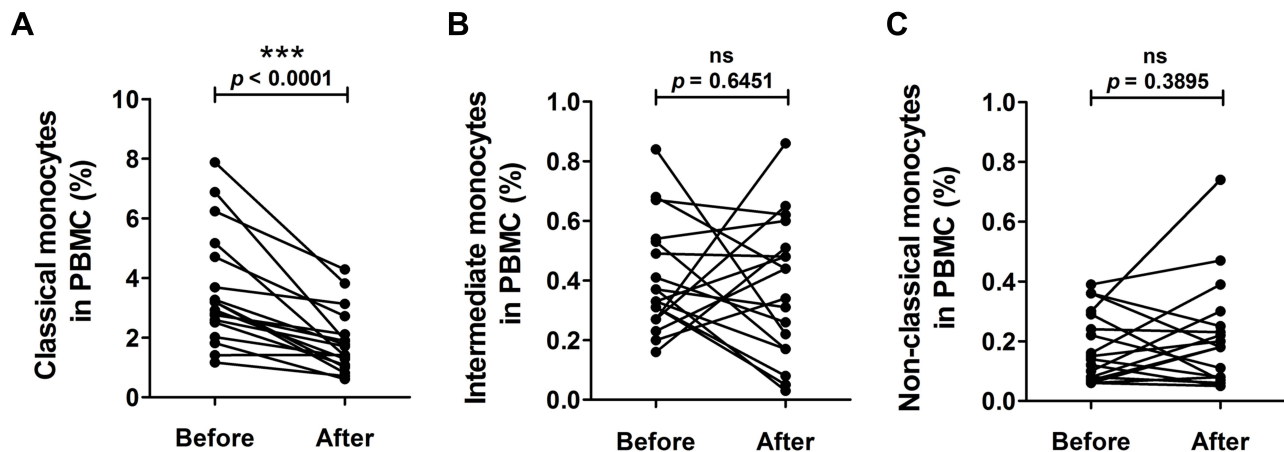 A
Classical monocytes
in PBMC (%)
***
p < 0.0001
10
8
6
4
2
0
Before
After
B
Intermediate monocytes
in PBMC (%)
ns
p = 0.6451
1.0
0.8
0.6
0.4
0.2
0.0
Before
After
C
Non-classical monocytes
in PBMC (%)
ns
p = 0.3895
1.0
0.8
0.6
0.4
0.2
0.0
Before
After